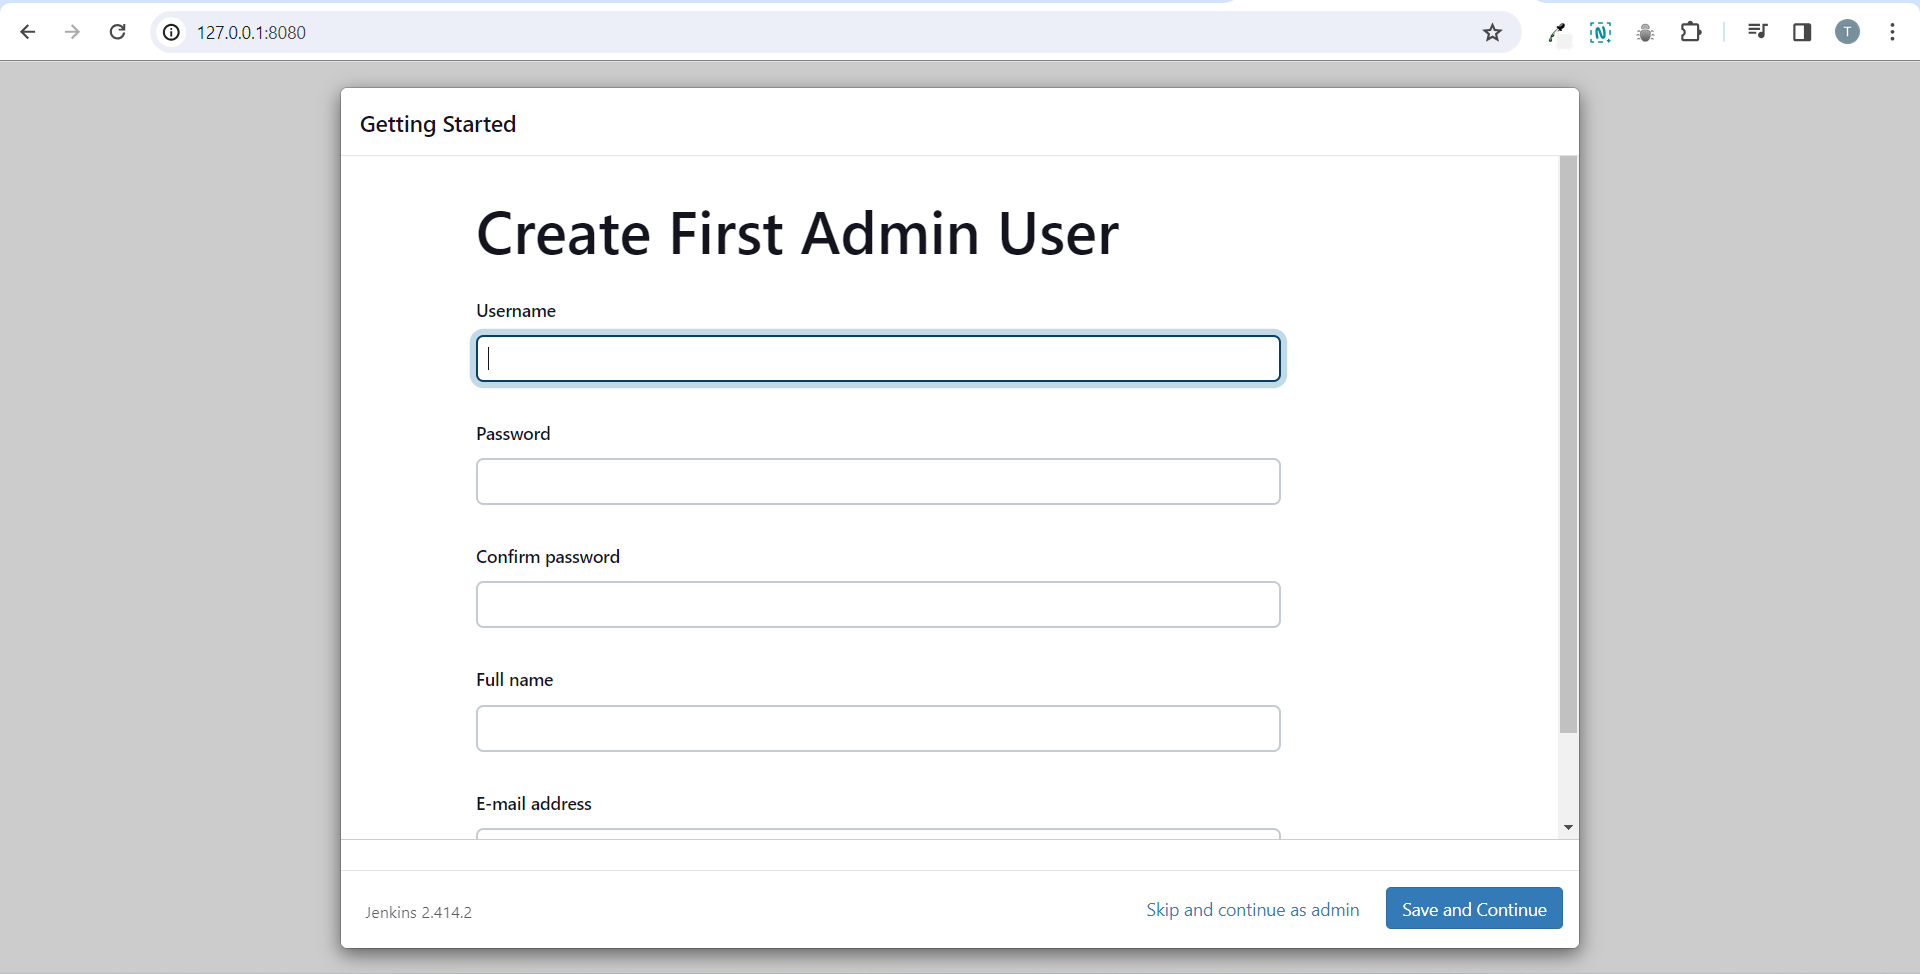 127.0.0.1:8080
T
Getting Started
Create First Admin User
Username
Password
Confirm password
Full name
E-mail address
Jenkins 2.414.2
Skip and continue as admin
Save and Continue